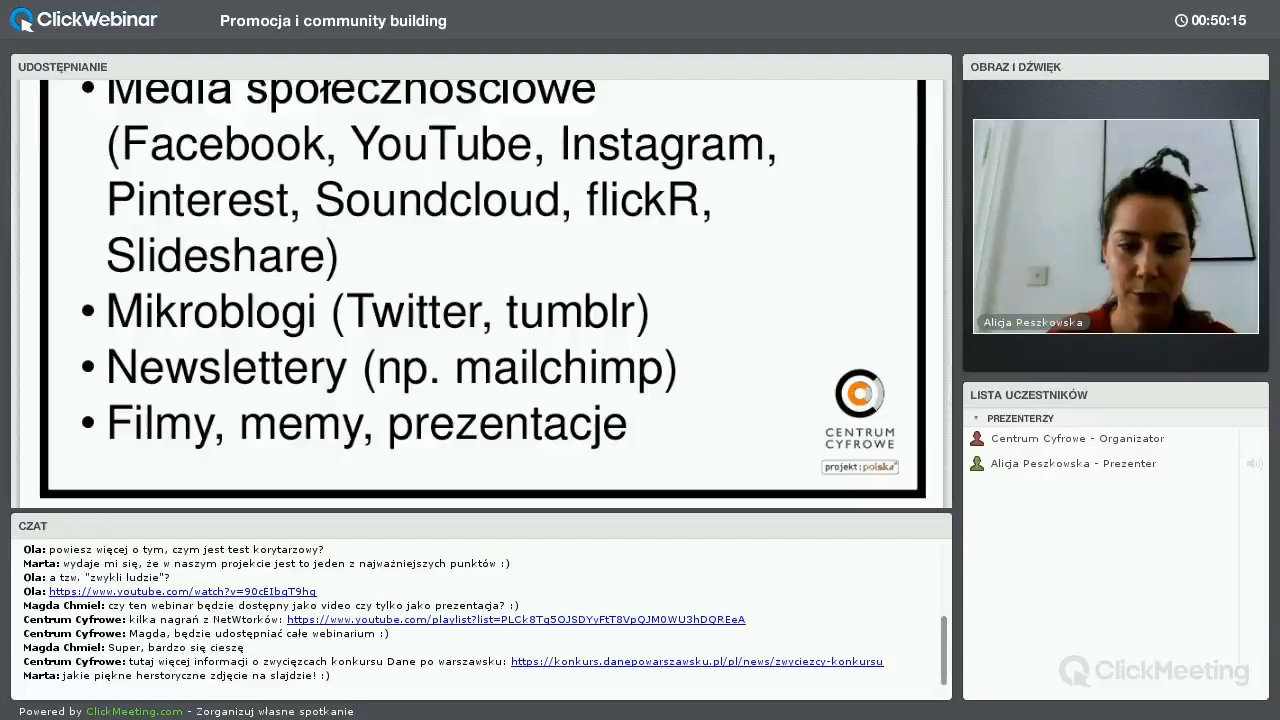 ClickWebinar
Promocja i community building
00:50:15
UDOSTĘPNIANIE
• Media społecznościowe
(Facebook, YouTube, Instagram,
Pinterest, Soundcloud, flickR,
Slideshare)
• Mikroblogi (Twitter, tumblr)
• Newslettery (np. mailchimp)
• Filmy, memy, prezentacje
CENTRUM
CYFROWE
projekt:polska
OBRAZ I DŹWIĘK
Alicja Peszkowska
LISTA UCZESTNIKÓW
PREZENTERZY
Centrum Cyfrowe - Organizator
Alicja Peszkowska - Prezenter
CZAT
Ola: powiesz więcej o tym, czym jest test korytarzowy?
Marta: wydaje mi się, że w naszym projekcie jest to jeden z najważniejszych punktów :)
Ola: a tzw. "zwykli ludzie"?
Ola: https://www.youtube.com/watch?v=90cEIbqT9hg
Magda Chmiel: czy ten webinar będzie dostępny jako video czy tylko jako prezentacja? :)
Centrum Cyfrowe: kilka nagrań z NetWtorków: https://www.youtube.com/playlist?list=PLCk8Tq5OJSDYyFtT8VpQJM0WU3hDQREeA
Centrum Cyfrowe: Magda, będzie udostępniać całe webinarium :)
Magda Chmiel: Super, bardzo się cieszę
Centrum Cyfrowe: tutaj więcej informacji o zwycięzcach konkursu Dane po warszawsku: https://konkurs.danepowarszawsku.pl/pl/news/zwyciezcy-konkursu
Marta: jakie piękne herstoryczne zdjęcie na slajdzie! :)
ClickMeeting
Powered by ClickMeeting.com - Zorganizuj własne spotkanie